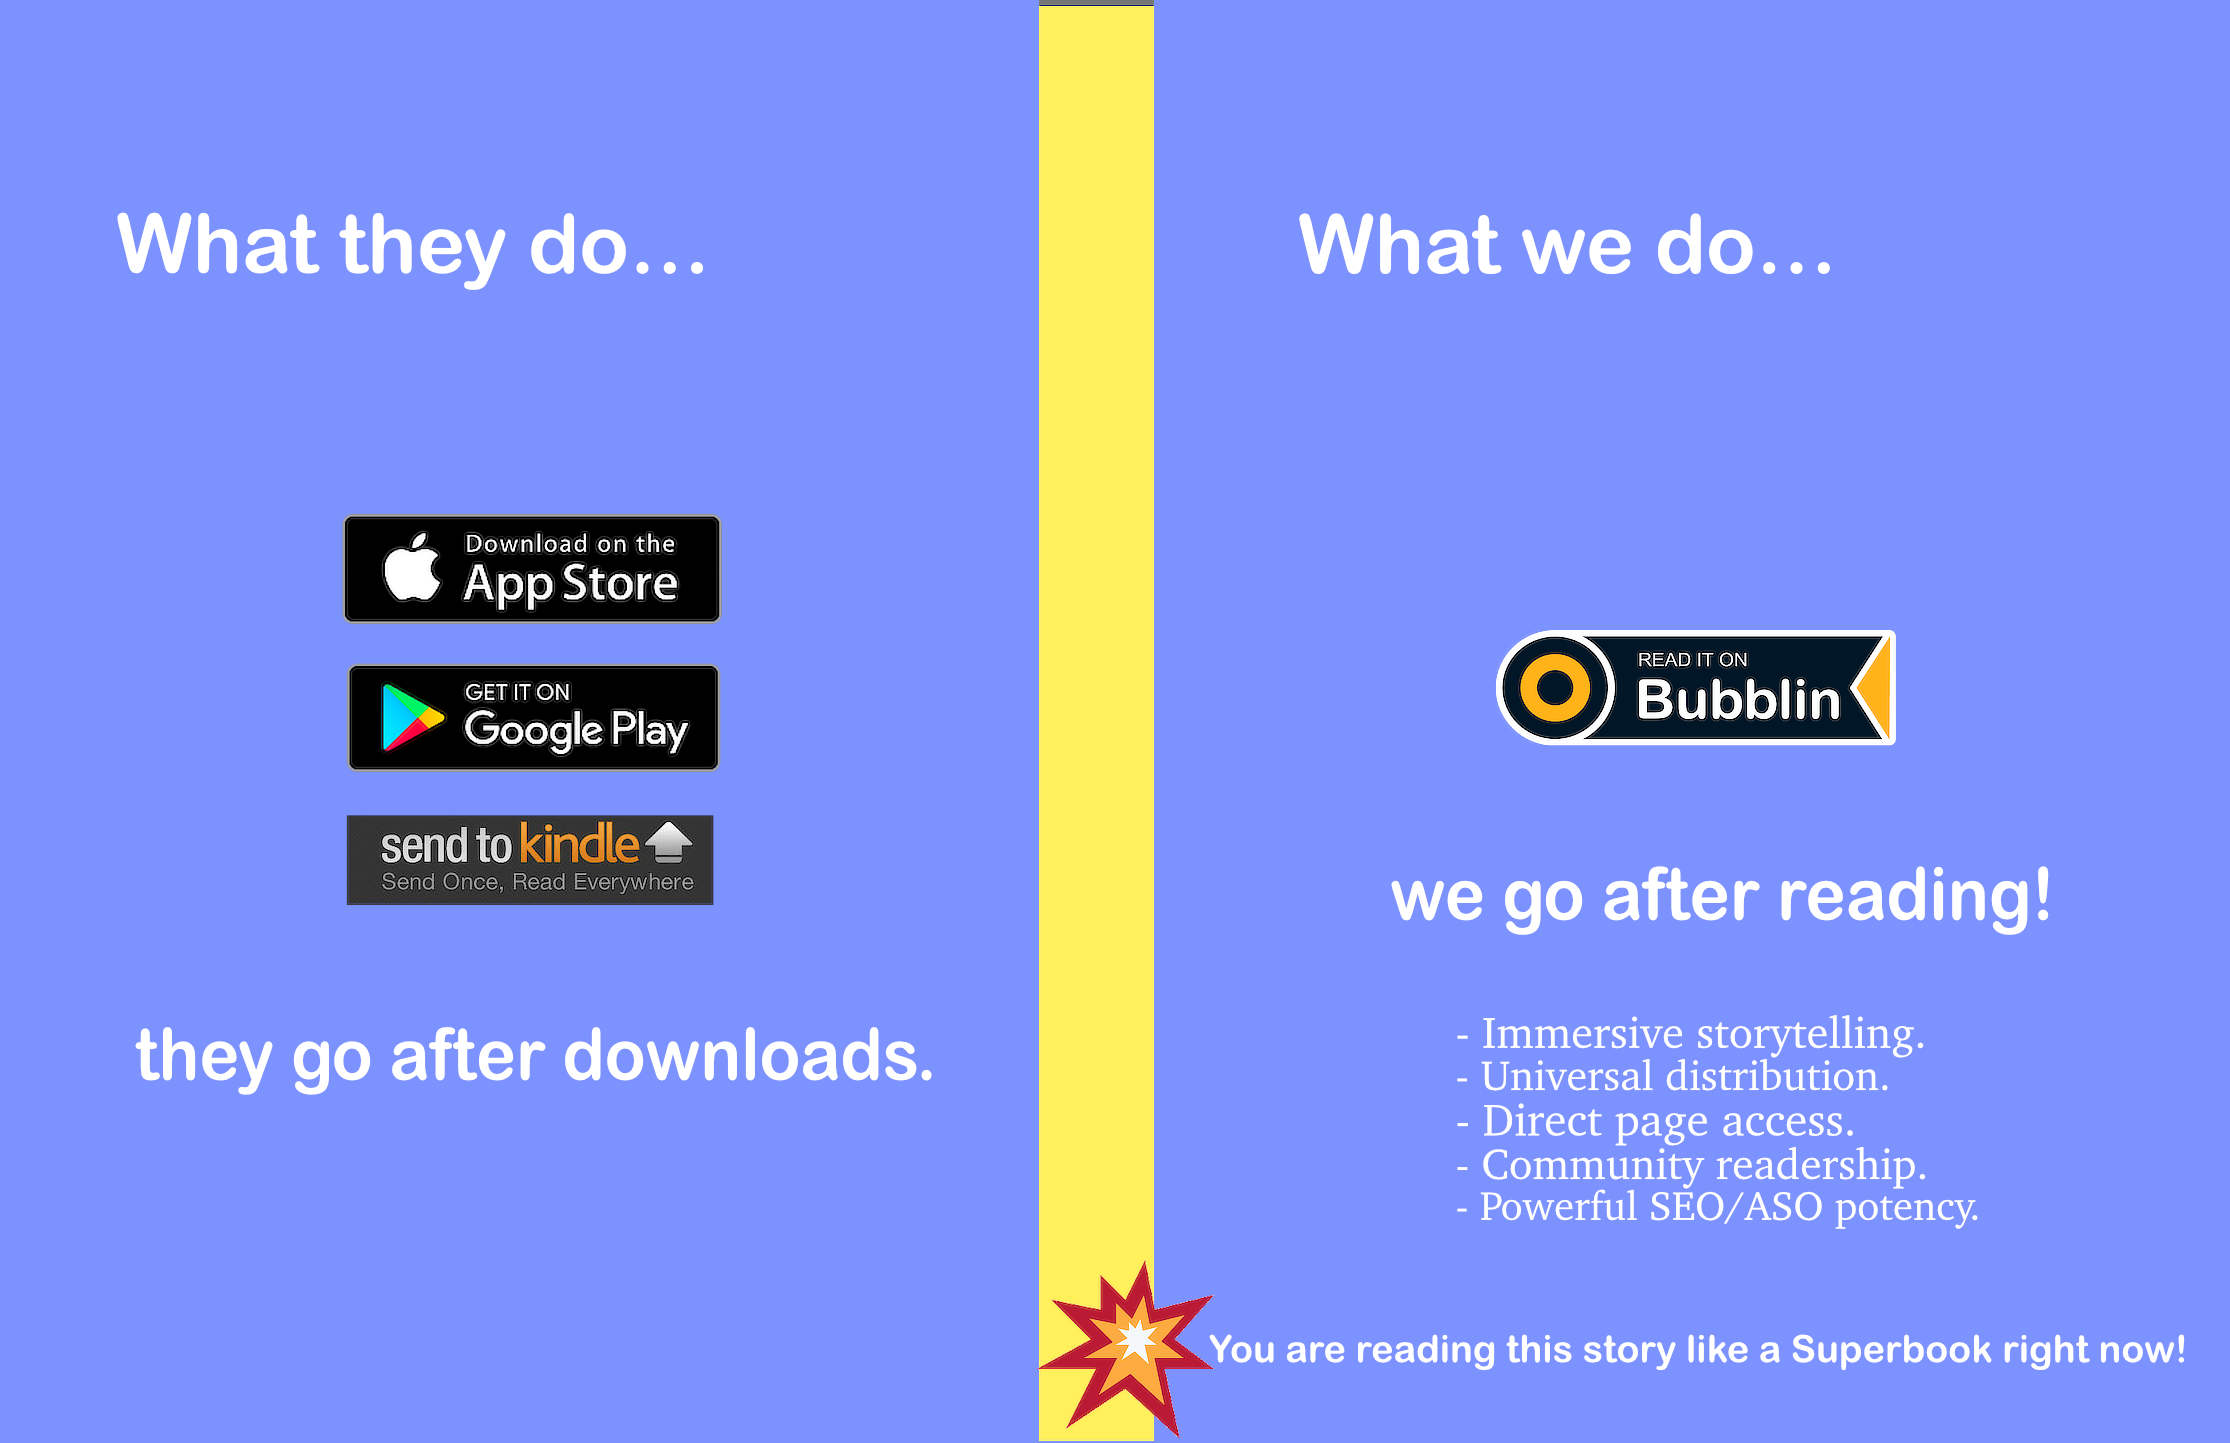 What they do...
Download on the
App Store
GET IT ON
Google Play
send to kindle
Send Once, Read Everywhere
they go after downloads.
What we do...
READ IT ON
Bubblin
we go after reading!
- Immersive storytelling.
- Universal distribution.
- Direct page access.
- Community readership.
- Powerful SEO/ASO potency.
You are reading this story like a Superbook right now!